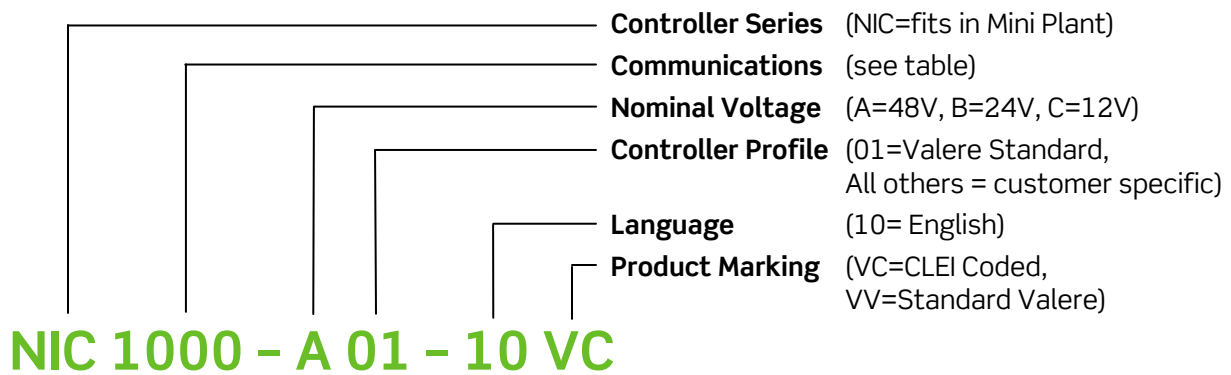 Controller Series (NIC=fits in Mini Plant)
Communications (see table)
Nominal Voltage (A=48V, B=24V, C=12V)
Controller Profile (01=Valere Standard,
All others = customer specific)
Language (10= English)
Product Marking (VC=CLEI Coded,
VV=Standard Valere)
NIC 1000 – A 01 – 10 VC